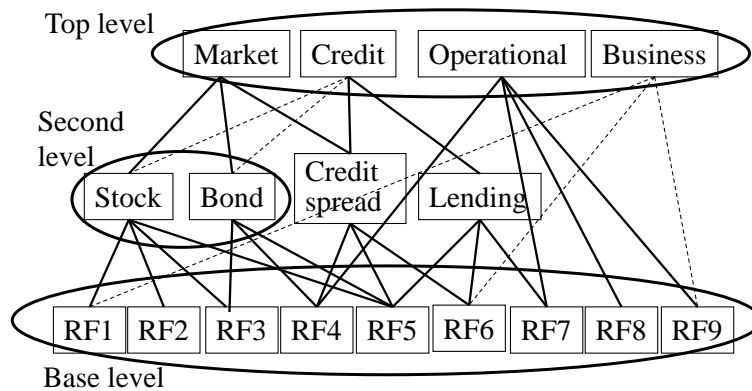 Top level
Market Credit Operational Business
Second
level
Stock Bond Credit
spread Lending
RF1 RF2 RF3 RF4 RF5 RF6 RF7 RF8 RF9
Base level